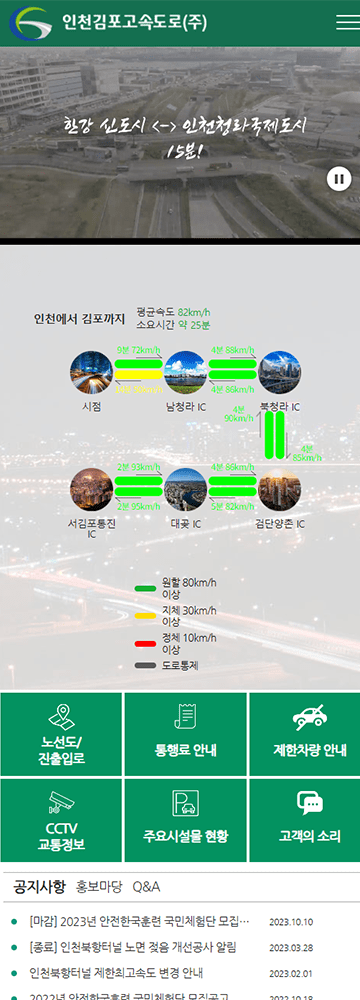 인천김포고속도로(주)
한강 신도시 <-> 인천청라국제도시
15분!
인천에서 김포까지
평균속도 82km/h
소요시간 약 25분
9분 72km/h
4분 88km/h
4분 86km/h
시점
남청라 IC
북청라 IC
4분
90km/h
4분
85km/h
2분 93km/h
4분 86km/h
2분 95km/h
5분 82km/h
서김포통진
IC
대곶 IC
검단양촌 IC
원할 80km/h
이상
지체 30km/h
이상
정체 10km/h
이상
도로통제
노선도/
진출입로
통행료 안내
제한차량 안내
CCTV
교통정보
주요시설물 현황
고객의 소리
공지사항 홍보마당 Q&A
[마감] 2023년 안전한국훈련 국민체험단 모집… 2023.10.10
[종료] 인천북항터널 노면 젖음 개선공사 알림 2023.03.28
인천북항터널 제한최고속도 변경 안내 2023.02.01
2022년 안전한국훈련 국민체험단 모집공고 2022.10.18